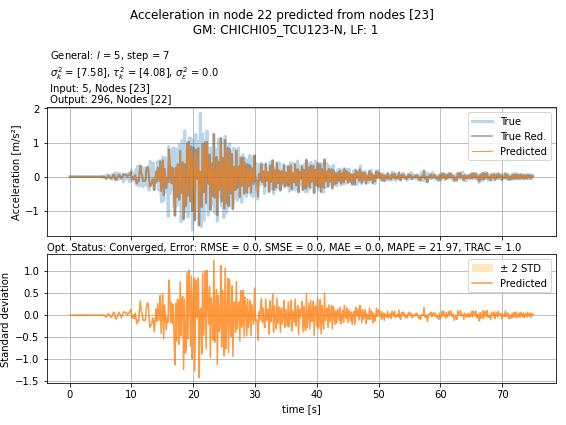 Acceleration in node 22 predicted from nodes [23]
GM: CHICHI05_TCU123-N, LF: 1
General: l = 5, step = 7
σ²ₖ = [7.58], τ²ₖ = [4.08], σ²ε = 0.0
Input: 5, Nodes [23]
Output: 296, Nodes [22]
Acceleration [m/s²]
2
1
0
−1
True
True Red.
Predicted
Opt. Status: Converged, Error: RMSE = 0.0, SMSE = 0.0, MAE = 0.0, MAPE = 21.97, TRAC = 1.0
Standard deviation
1.0
0.5
0.0
−0.5
−1.0
−1.5
± 2 STD
Predicted
0 10 20 30 40 50 60 70
time [s]